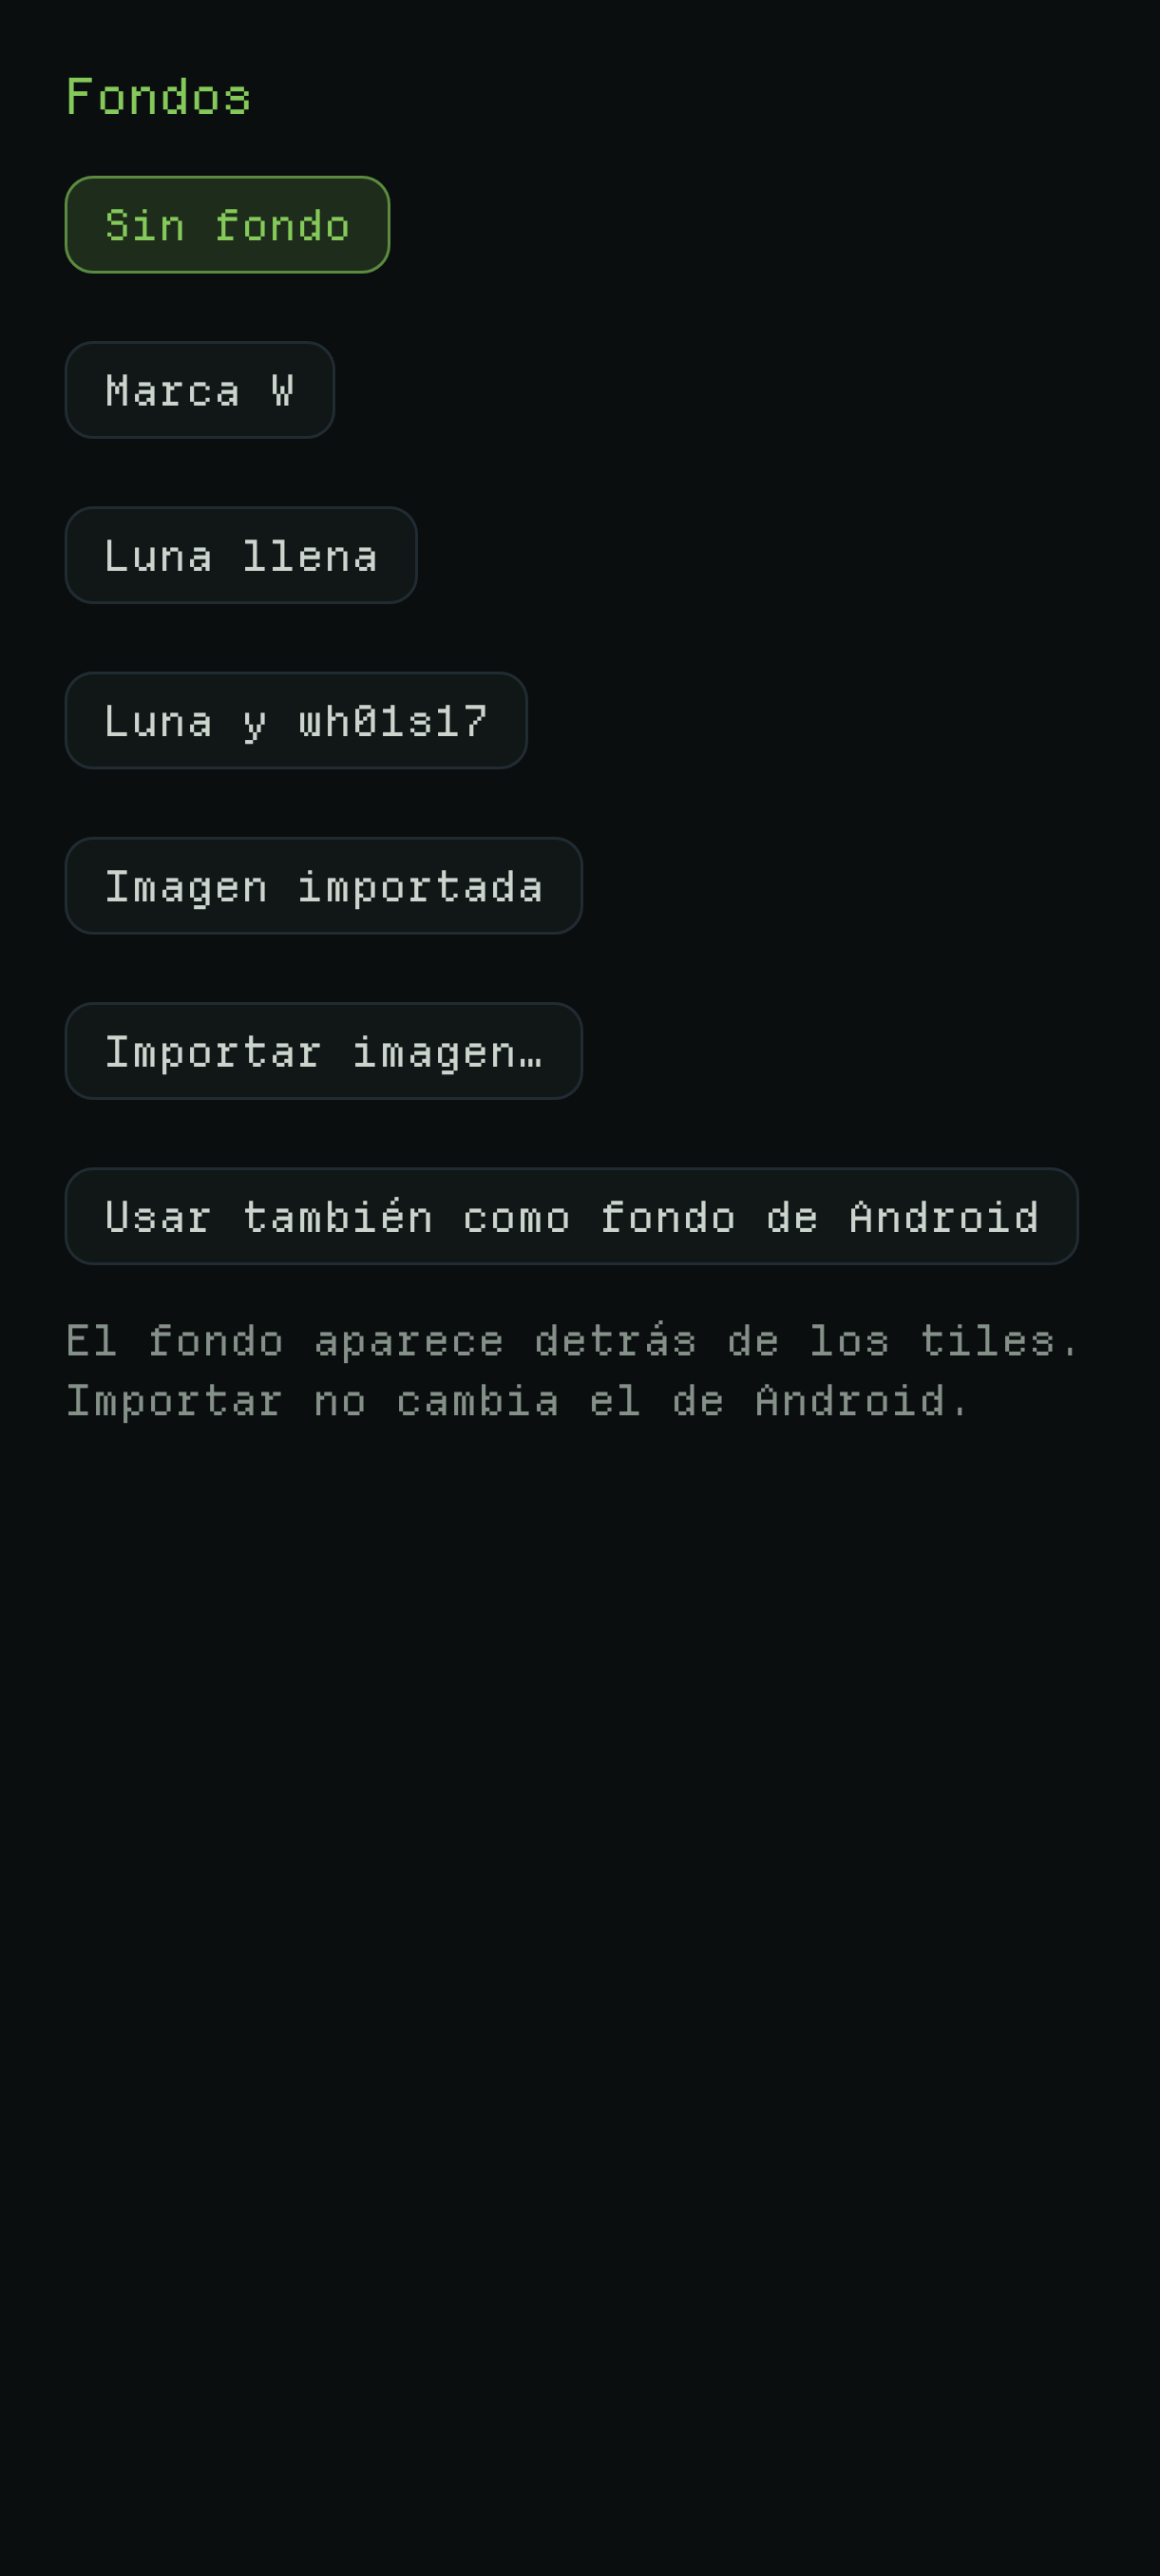 Fondos
Sin fondo
Marca W
Luna llena
Luna y wh01s17
Imagen importada
Importar imagen…
Usar también como fondo de Android
El fondo aparece detrás de los tiles.
Importar no cambia el de Android.